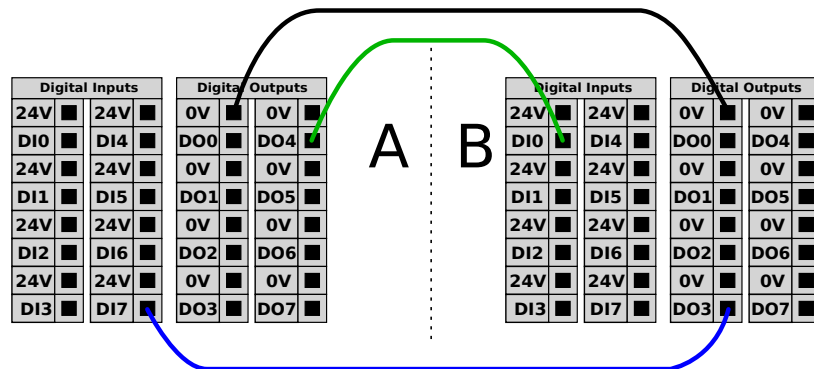 Digital Inputs Digital Outputs Digital Inputs Digital Outputs
24V 24V 0V 0V 24V 24V 0V 0V
DI0 DI4 DO0 DO4 A B DI0 DI4 DO0 DO4
24V 24V 0V 0V 24V 24V 0V 0V
DI1 DI5 DO1 DO5 DI1 DI5 DO1 DO5
24V 24V 0V 0V 24V 24V 0V 0V
DI2 DI6 DO2 DO6 DI2 DI6 DO2 DO6
24V 24V 0V 0V 24V 24V 0V 0V
DI3 DI7 DO3 DO7 DI3 DI7 DO3 DO7